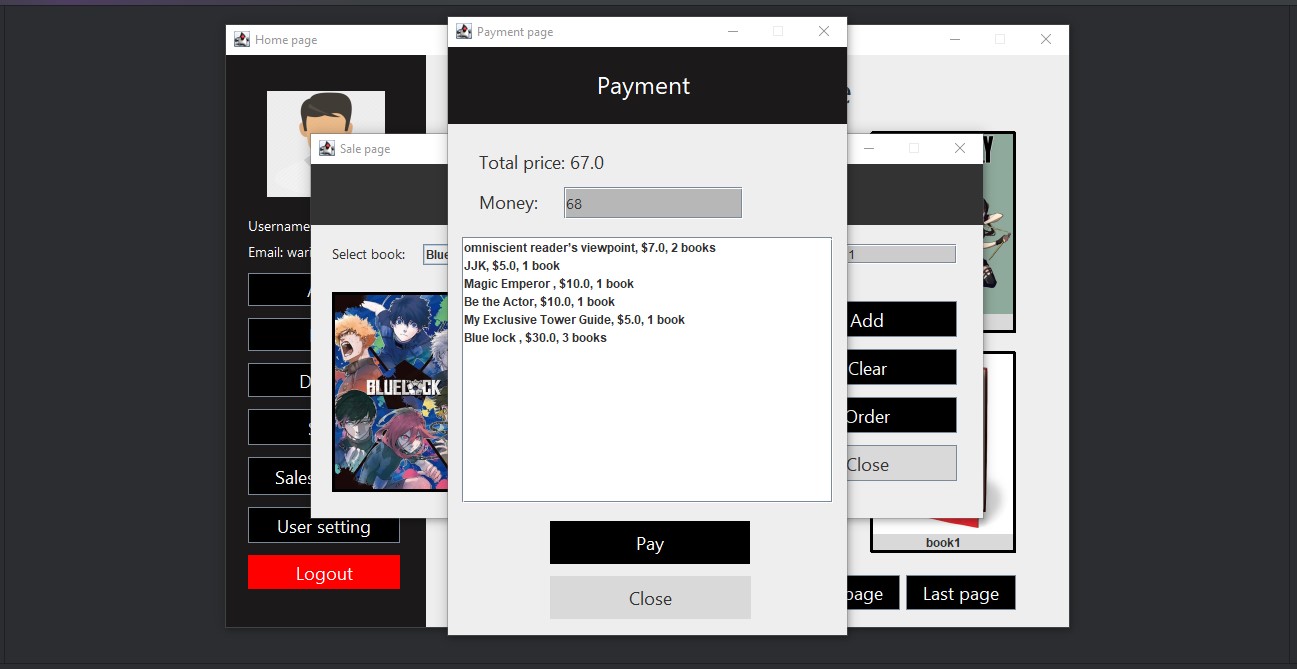 Home page
Payment page
Payment
Sale page
Total price: 67.0
Username
Money: 68
Select book:
1
omniscient reader's viewpoint, $7.0, 2 books
JJK, $5.0, 1 book
Magic Emperor , $10.0, 1 book
Be the Actor, $10.0, 1 book
My Exclusive Tower Guide, $5.0, 1 book
Blue lock , $30.0, 3 books
BLUELOCK
Add
Clear
Order
Close
Sales
User setting
Logout
Pay
Close
book1
page
Last page